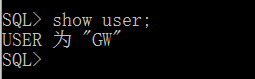 SQL> show user;
USER 为 "GW"
SQL>